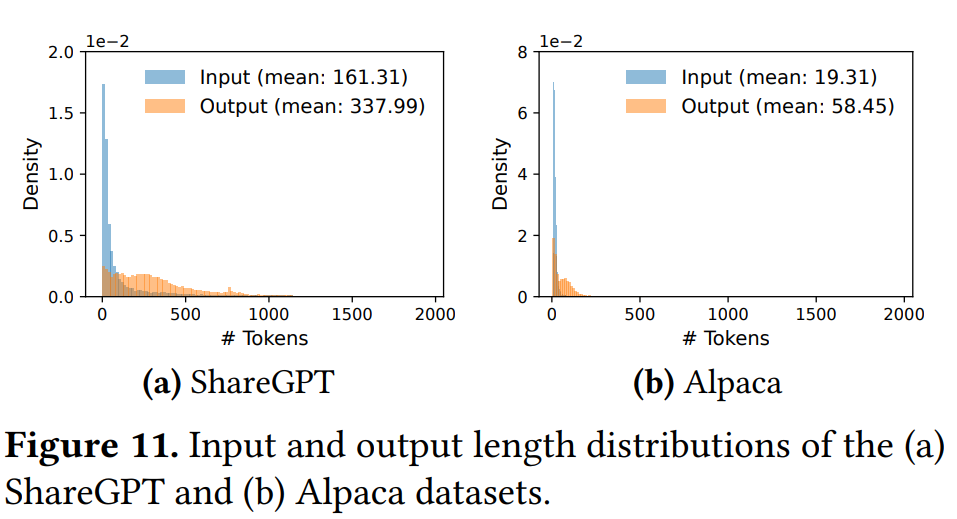 1e−2
2.0
1.5
1.0
0.5
0.0
Density
Input (mean: 161.31)
Output (mean: 337.99)
0 500 1000 1500 2000
# Tokens
(a) ShareGPT
1e−2
8
6
4
2
0
Density
Input (mean: 19.31)
Output (mean: 58.45)
0 500 1000 1500 2000
# Tokens
(b) Alpaca
Figure 11. Input and output length distributions of the (a)
ShareGPT and (b) Alpaca datasets.